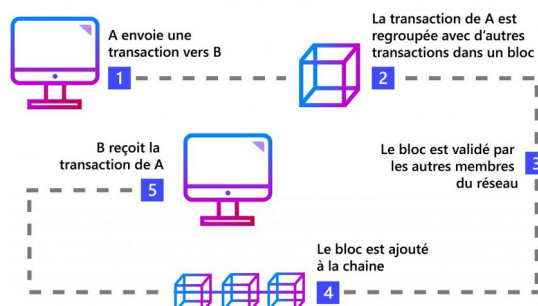 A envoie une
transaction vers B
1
La transaction de A est
regroupée avec d'autres
transactions dans un bloc
2
Le bloc est validé par
les autres membres
du réseau
3
Le bloc est ajouté
à la chaine
4
B reçoit la
transaction de A
5